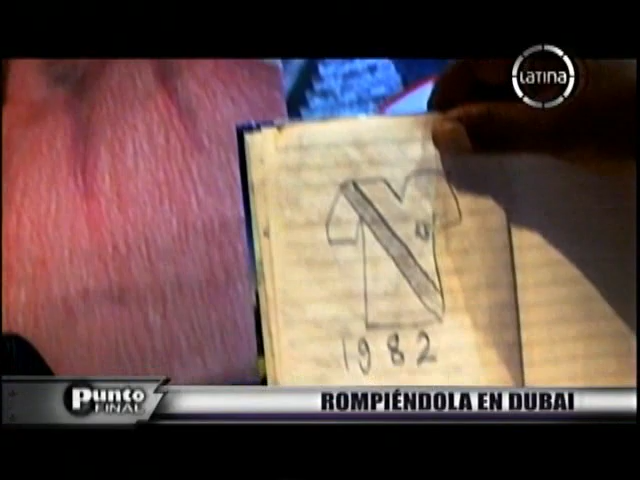 LATINA
1982
Punto
FINAL
ROMPIÉNDOLA EN DUBAI